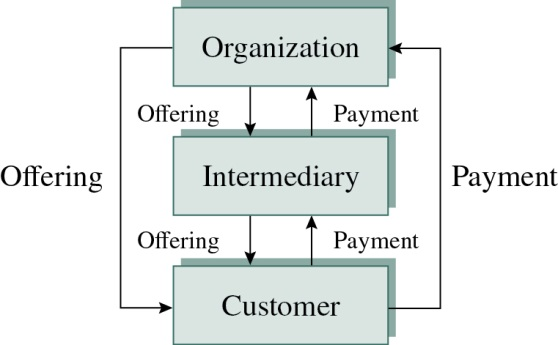 Organization
Offering Payment
Offering Intermediary Payment
Offering Payment
Customer